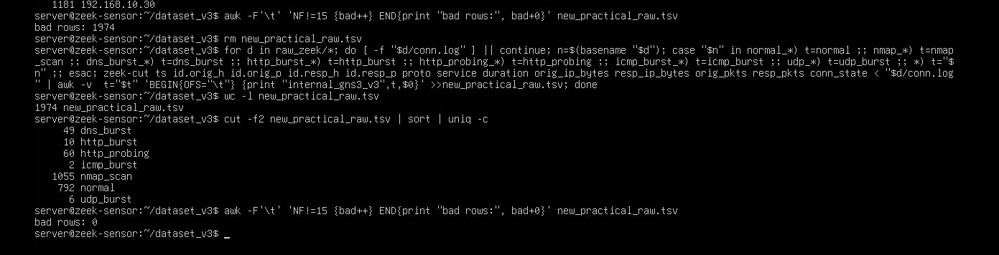 1181 192.168.10.30
server@zeek-sensor:~/dataset_v3$ awk -F'\t' 'NF!=15 {bad++} END{print "bad rows:", bad+0}' new_practical_raw.tsv
bad rows: 1974
server@zeek-sensor:~/dataset_v3$ rm new_practical_raw.tsv
server@zeek-sensor:~/dataset_v3$ for d in raw_zeek/*; do [ -f "$d/conn.log" ] || continue; n=$(basename "$d"); case "$n" in normal_*) t=normal ;; nmap_*) t=nmap
_scan ;; dns_burst_*) t=dns_burst ;; http_burst_*) t=http_burst ;; http_probing_*) t=http_probing ;; icmp_burst_*) t=icmp_burst ;; udp_*) t=udp_burst ;; *) t="$
n" ;; esac; zeek-cut ts id.orig_h id.orig_p id.resp_h id.resp_p proto service duration orig_ip_bytes resp_ip_bytes orig_pkts resp_pkts conn_state < "$d/conn.log
" | awk -v  t="$t" 'BEGIN{OFS="\t"} {print "internal_gns3_v3",t,$0}' >>new_practical_raw.tsv; done
server@zeek-sensor:~/dataset_v3$ wc -l new_practical_raw.tsv
1974 new_practical_raw.tsv
server@zeek-sensor:~/dataset_v3$ cut -f2 new_practical_raw.tsv | sort | uniq -c
49 dns_burst
10 http_burst
60 http_probing
2 icmp_burst
1055 nmap_scan
792 normal
6 udp_burst
server@zeek-sensor:~/dataset_v3$ awk -F'\t' 'NF!=15 {bad++} END{print "bad rows:", bad+0}' new_practical_raw.tsv
bad rows: 0
server@zeek-sensor:~/dataset_v3$ _